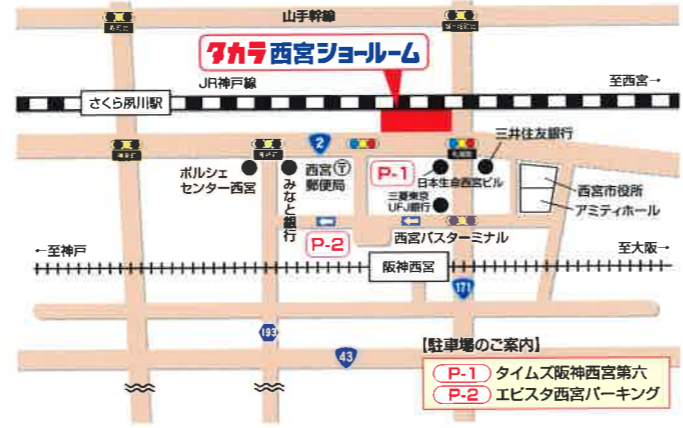 山手幹線
タカラ西宮ショールーム
JR神戸線
至西宮→
さくら夙川駅
2
三井住友銀行
P-1
ポルシェ
センター西宮
みなと銀行
西宮〒
郵便局
日本生命西宮ビル
三菱東京
UFJ銀行
西宮市役所
アミティホール
P-2
西宮バスターミナル
←至神戸
至大阪→
阪神西宮
171
193
43
【駐車場のご案内】
P-1 タイムズ阪神西宮第六
P-2 エビスタ西宮パーキング